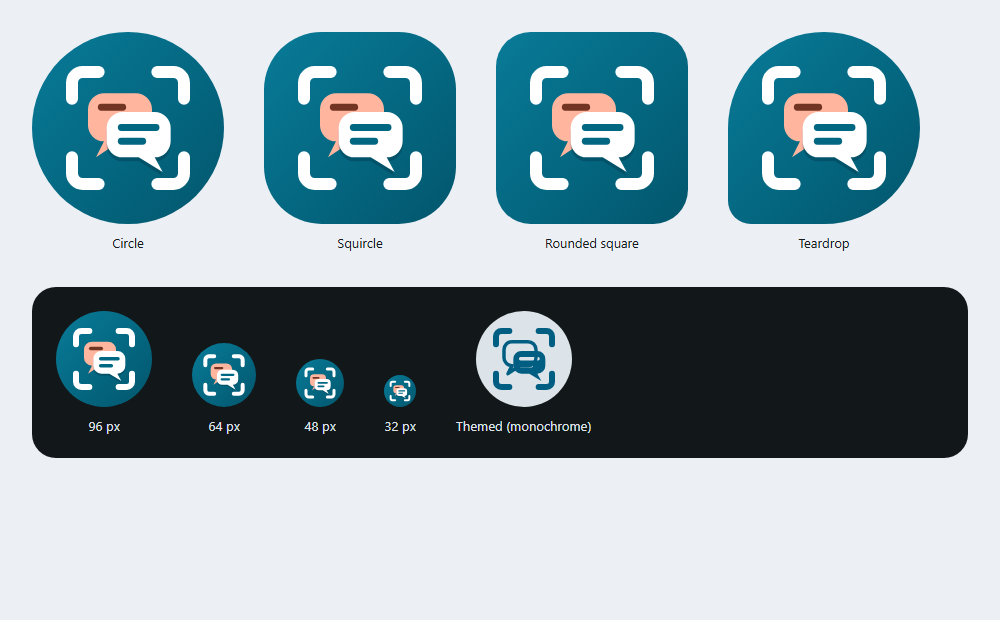 Circle
Squircle
Rounded square
Teardrop
96 px
64 px
48 px
32 px
Themed (monochrome)